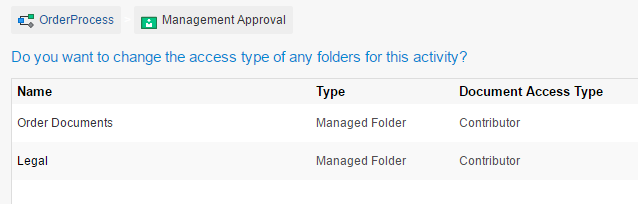 OrderProcess Management Approval
Do you want to change the access type of any folders for this activity?
Name Type Document Access Type
Order Documents Managed Folder Contributor
Legal Managed Folder Contributor